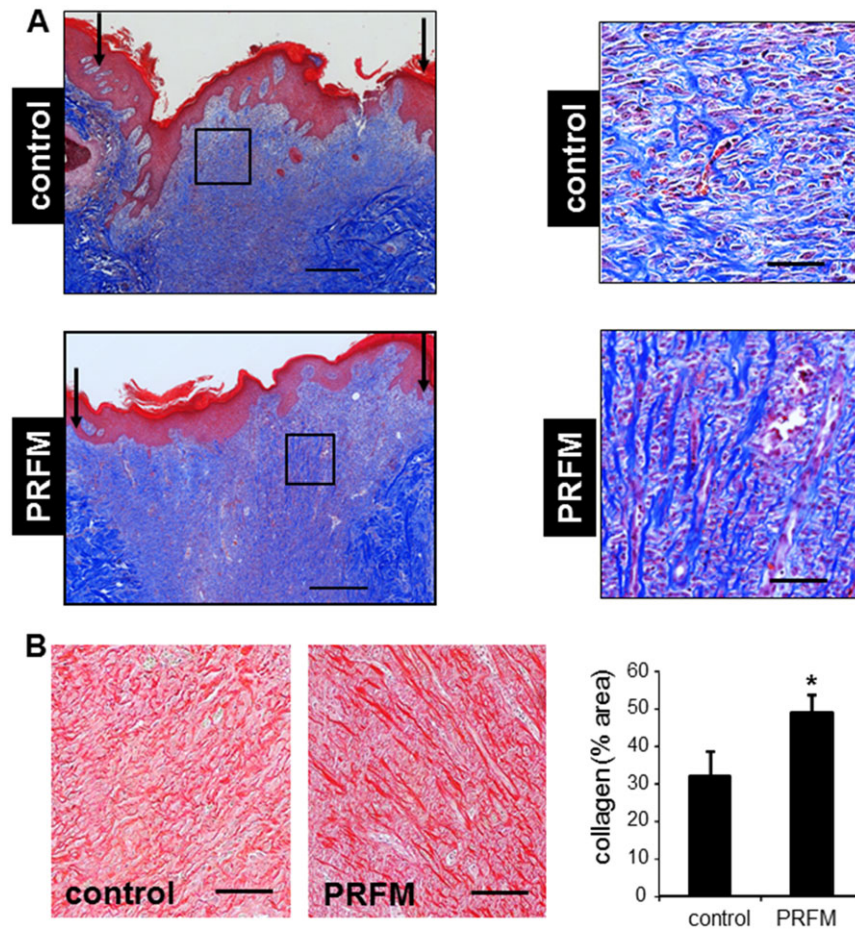 A
control
control
PRFM
PRFM
B
control
PRFM
collagen (% area)
60
50
40
30
20
10
0
*
control
PRFM